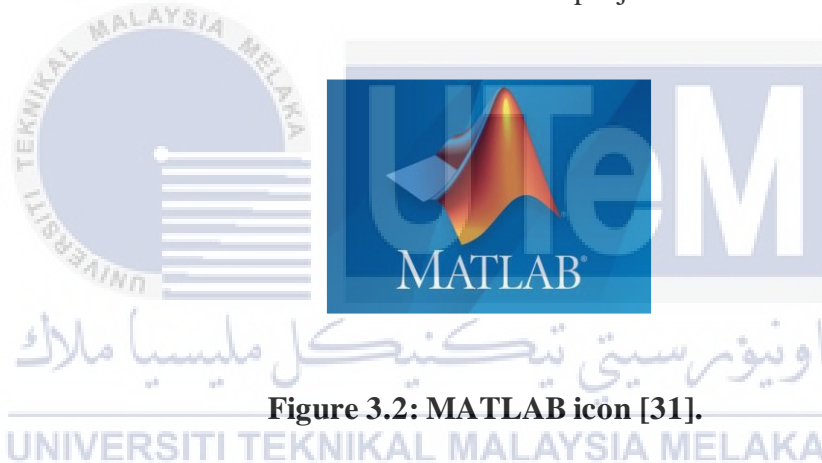 UNIVERSITI TEKNIKAL MALAYSIA MELAKA
UTeM
MATLAB®
اونيۏرسيتي تيكنيكل مليسيا ملاك
Figure 3.2: MATLAB icon [31].
UNIVERSITI TEKNIKAL MALAYSIA MELAKA